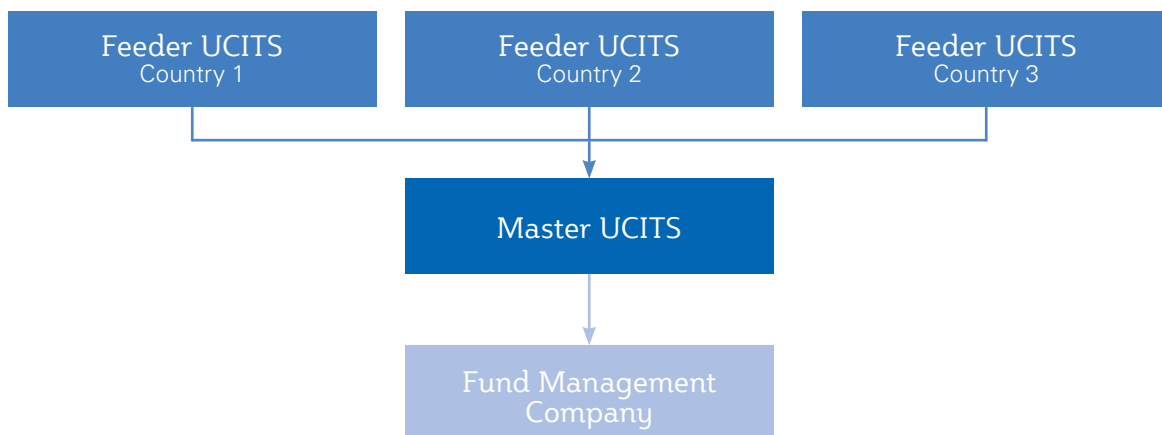 Feeder UCITS
Country 1
Feeder UCITS
Country 2
Feeder UCITS
Country 3
Master UCITS
Fund Management
Company